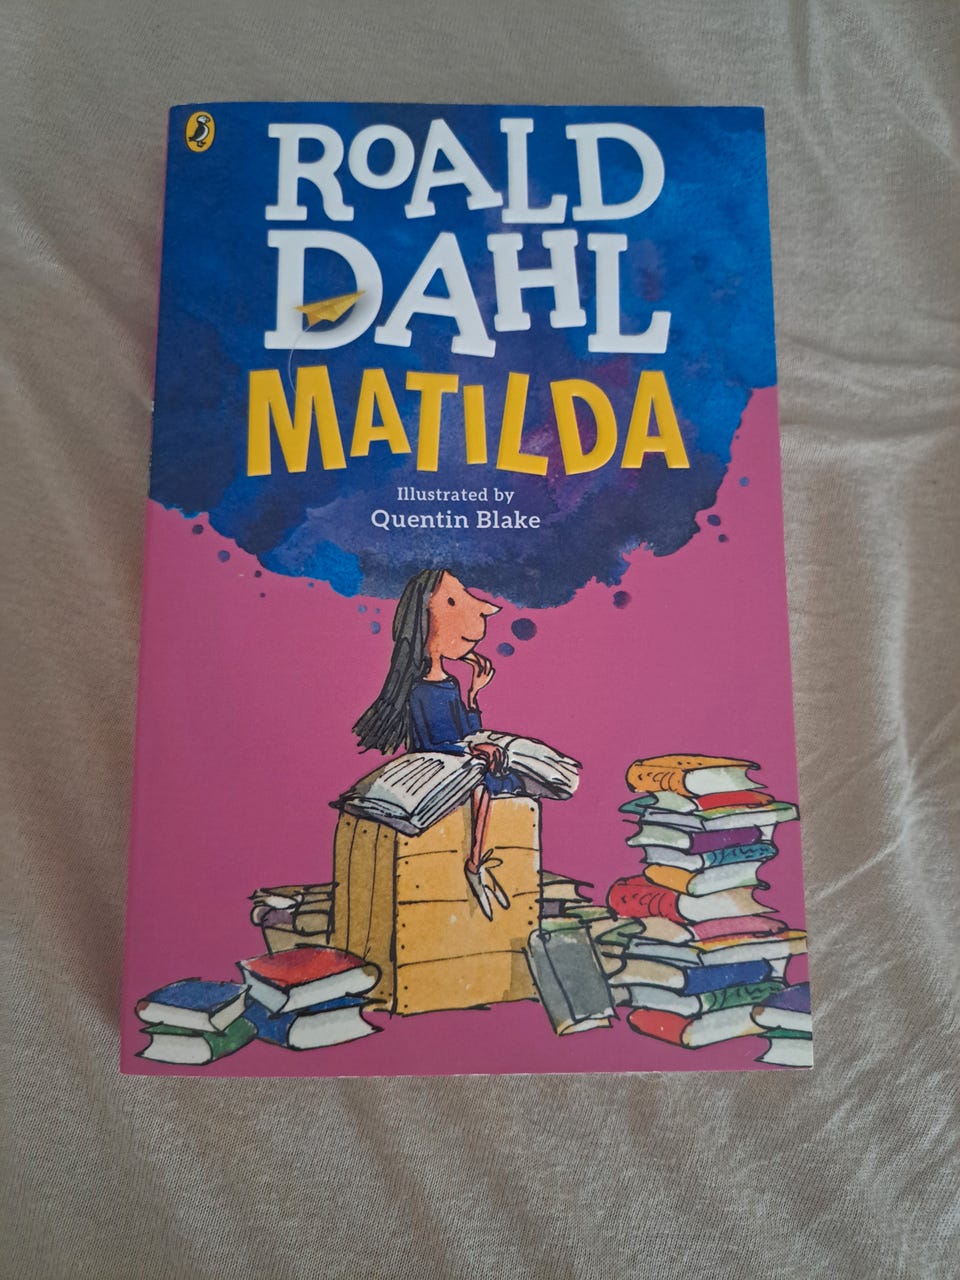 ROALD
DAHL
MATILDA
Illustrated by
Quentin Blake